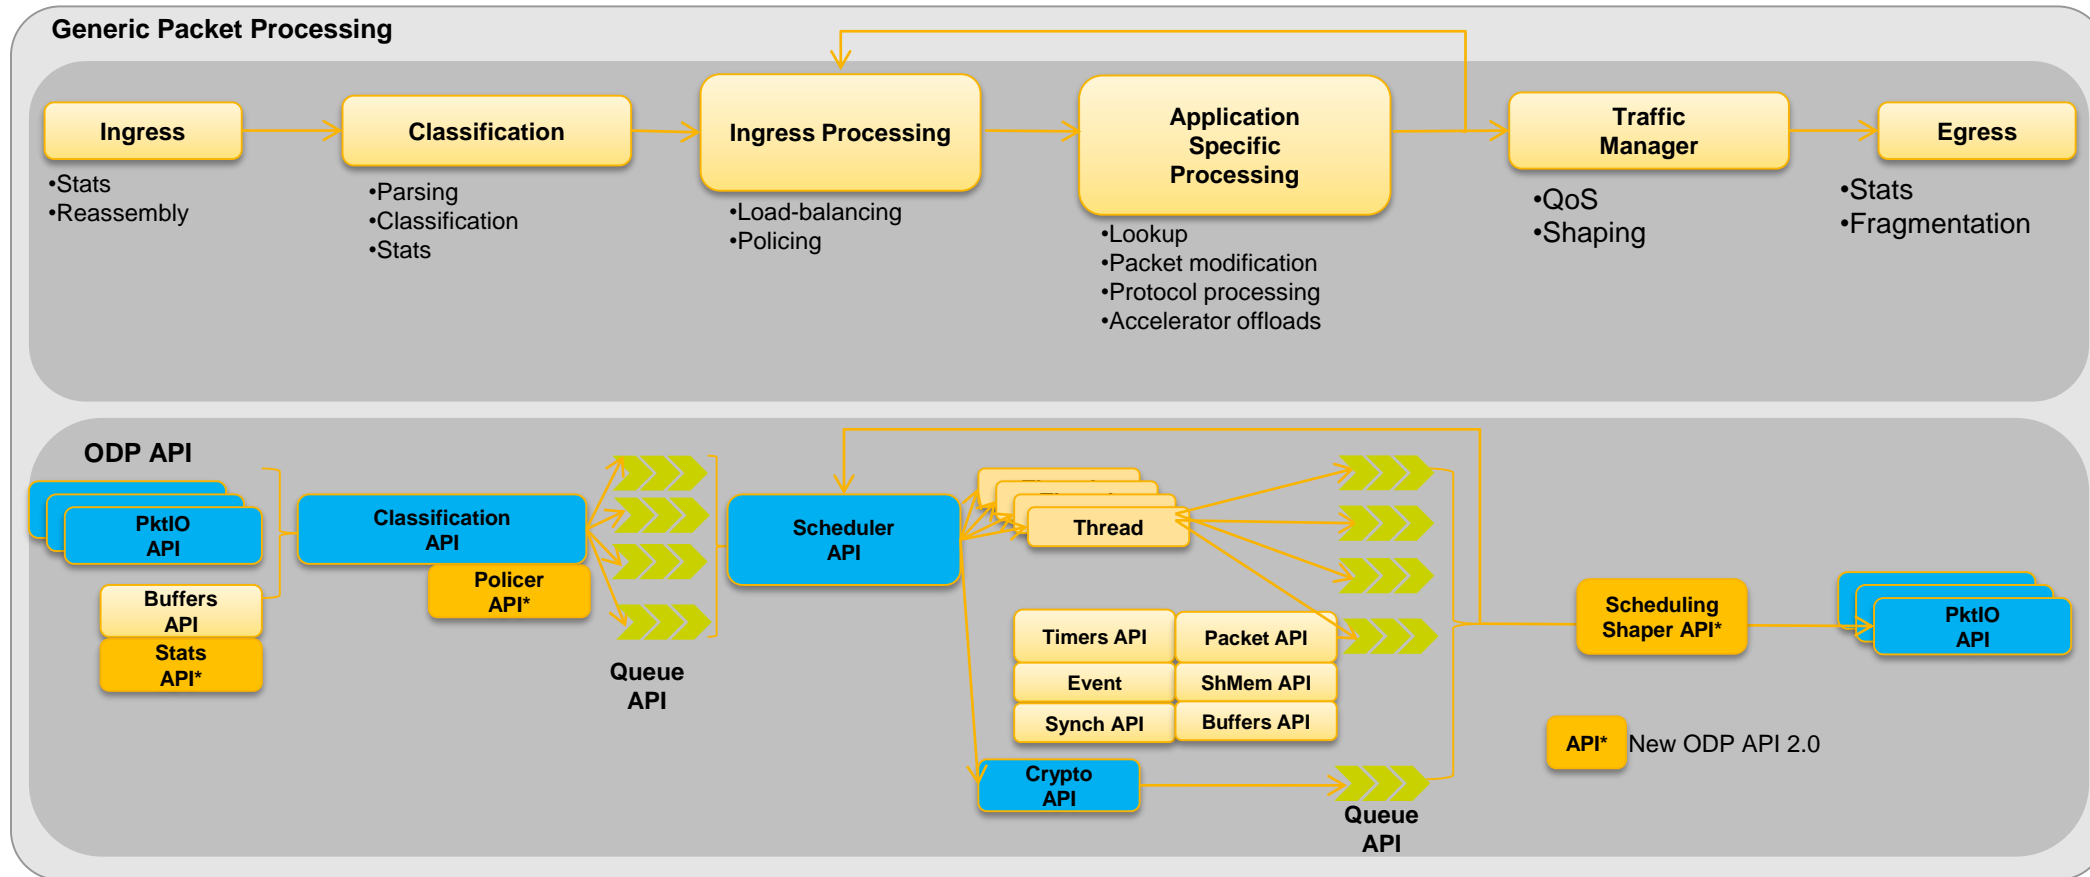 Generic Packet Processing
Ingress
•Stats
•Reassembly
Classification
•Parsing
•Classification
•Stats
Ingress Processing
•Load-balancing
•Policing
Application
Specific
Processing
•Lookup
•Packet modification
•Protocol processing
•Accelerator offloads
Traffic
Manager
•QoS
•Shaping
Egress
•Stats
•Fragmentation
ODP API
PktIO
API
Buffers
API
Stats
API*
Classification
API
Policer
API*
Queue
API
Scheduler
API
Thread
Timers API
Packet API
Event
ShMem API
Synch API
Buffers API
Crypto
API
Queue
API
Scheduling
Shaper API*
PktIO
API
API*
New ODP API 2.0